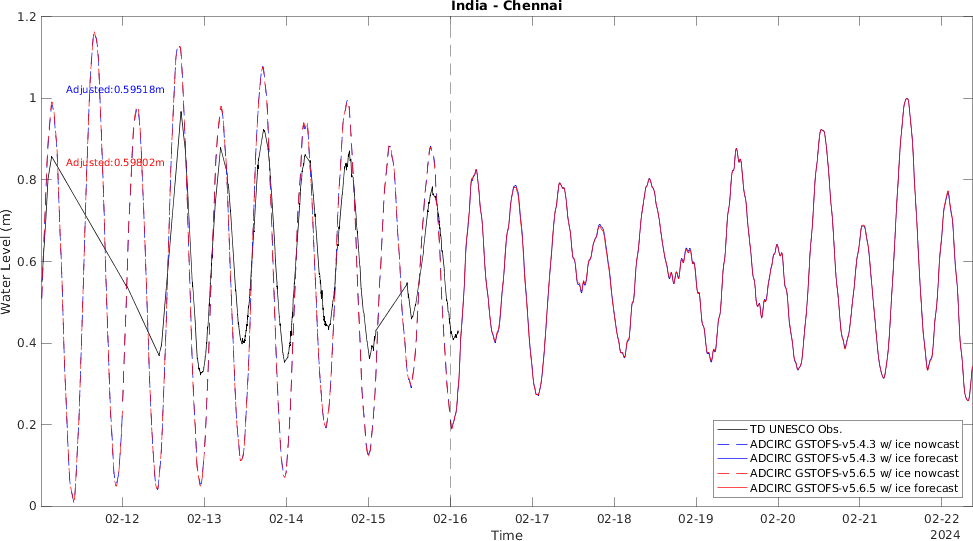 India - Chennai
1.2
1
0.8
0.6
0.4
0.2
0
Water Level (m)
Adjusted:0.59518m
Adjusted:0.59802m
TD UNESCO Obs.
ADCIRC GSTOFS-v5.4.3 w/ ice nowcast
ADCIRC GSTOFS-v5.4.3 w/ ice forecast
ADCIRC GSTOFS-v5.6.5 w/ ice nowcast
ADCIRC GSTOFS-v5.6.5 w/ ice forecast
02-12 02-13 02-14 02-15 02-16 02-17 02-18 02-19 02-20 02-21 02-22
2024
Time